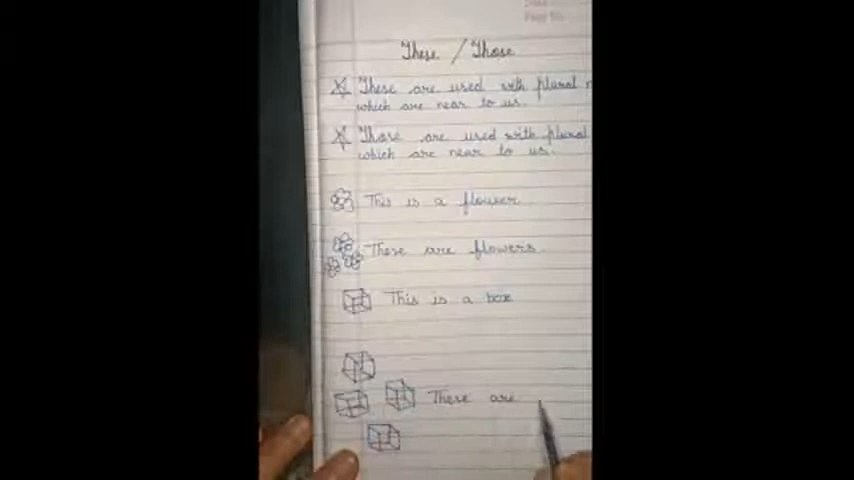 These / Those
These are used with plural
which are near to us.
Those are used with plural
which are near to us.
This is a flower.
These are flowers.
This is a box
These are